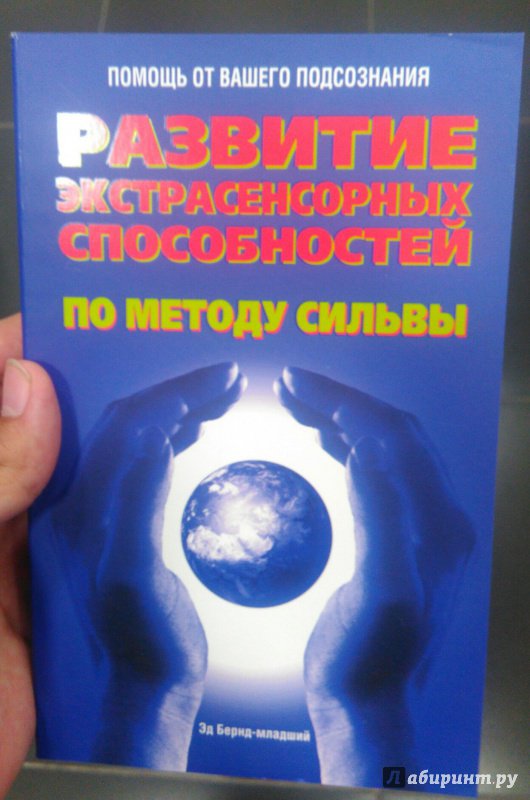 ПОМОЩЬ ОТ ВАШЕГО ПОДСОЗНАНИЯ
РАЗВИТИЕ
ЭКСТРАСЕНСОРНЫХ
СПОСОБНОСТЕЙ
ПО МЕТОДУ СИЛЬВЫ
Эд Бернд-младший
Лабиринт.ру